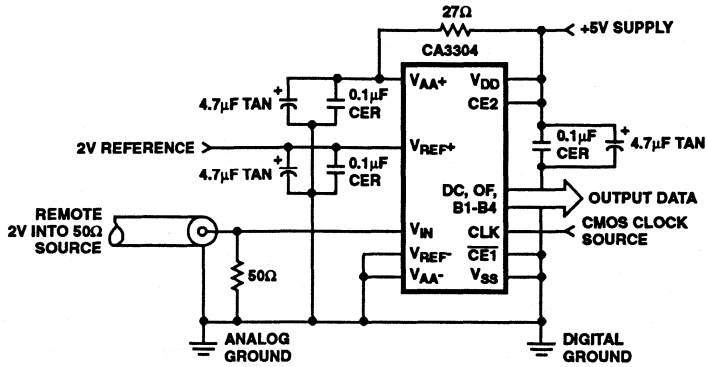 27Ω
+5V SUPPLY
CA3304
VAA+
VDD
CE2
4.7µF TAN
+
0.1µF
CER
2V REFERENCE
VREF+
4.7µF TAN
+
0.1µF
CER
0.1µF
CER
+
4.7µF TAN
DC, OF,
B1-B4
OUTPUT DATA
REMOTE
2V INTO 50Ω
SOURCE
VIN
CLK
CMOS CLOCK
SOURCE
50Ω
VREF-
CE1
VAA-
VSS
ANALOG
GROUND
DIGITAL
GROUND